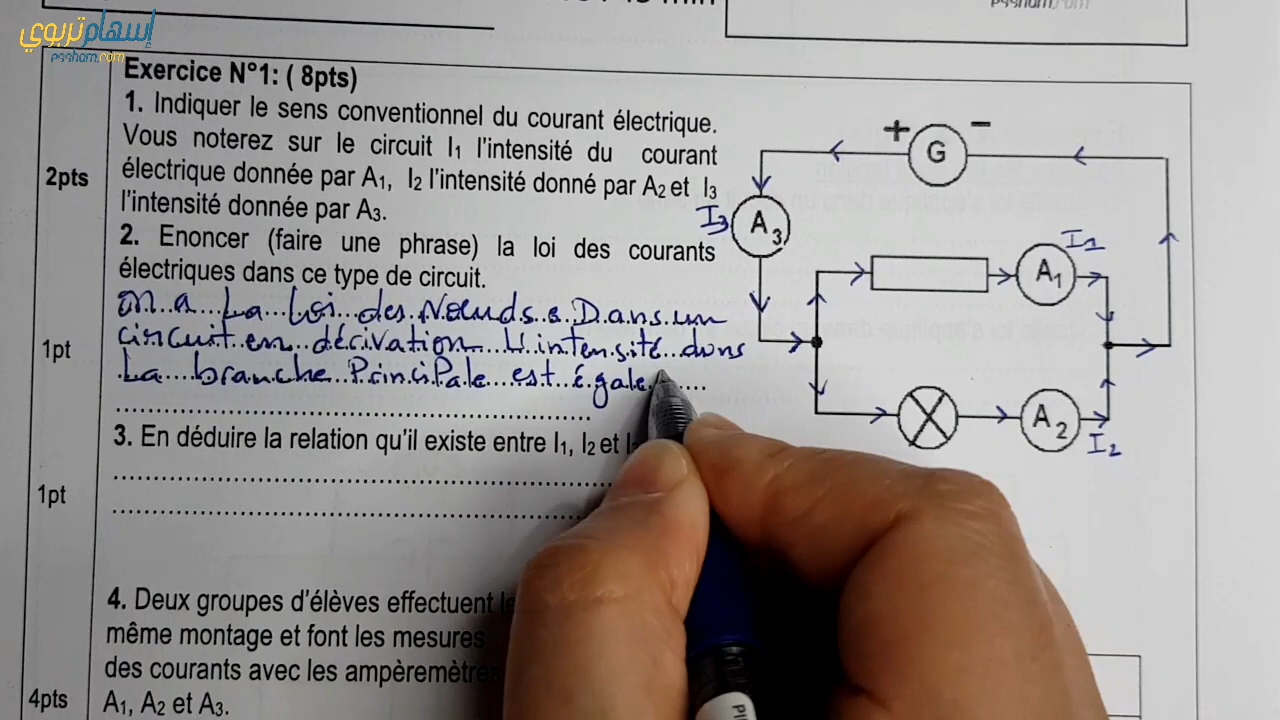 إسهام تربوي
pssham.com
pssham.com
Exercice N°1: ( 8pts)
1. Indiquer le sens conventionnel du courant électrique.
Vous noterez sur le circuit I1 l'intensité du courant
2pts
électrique donnée par A1, I2 l'intensité donné par A2 et I3
l'intensité donnée par A3.
2. Enoncer (faire une phrase) la loi des courants
électriques dans ce type de circuit.
on a La Loi des Nœuds : Dans un
circuit en dérivation L'intensité dans
1pt
La branche Principale est égale
3. En déduire la relation qu'il existe entre I1, I2 et
1pt
4. Deux groupes d'élèves effectuent
même montage et font les mesures
des courants avec les ampèremètres
4pts
A1, A2 et A3.
+ G -
I3 A3
A1 I1
A2 I2